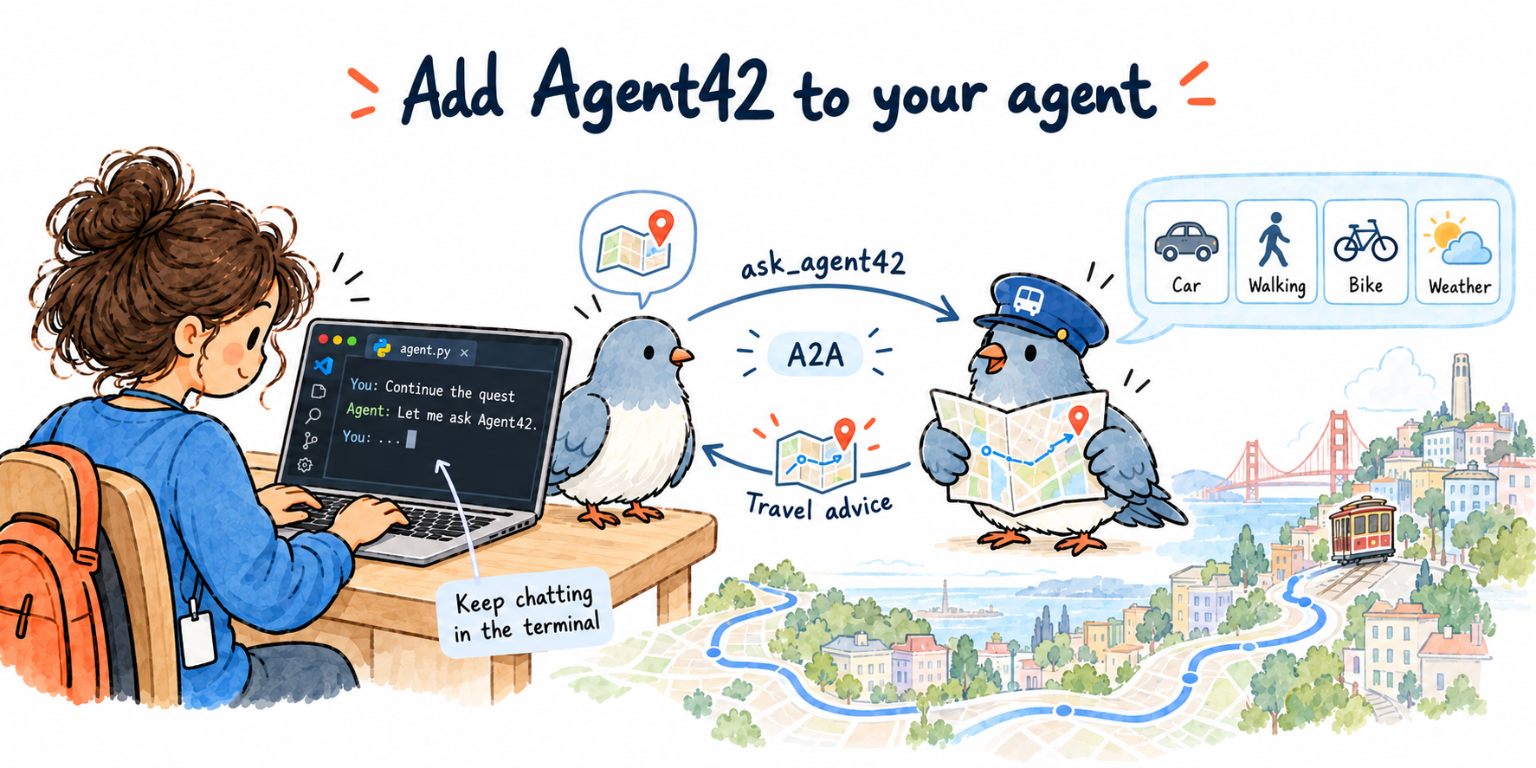 Add Agent42 to your agent
agent.py ×
You: Continue the quest
Agent: Let me ask Agent42.
You: ...
Keep chatting
in the terminal
ask_agent42
A2A
Travel advice
Car
Walking
Bike
Weather